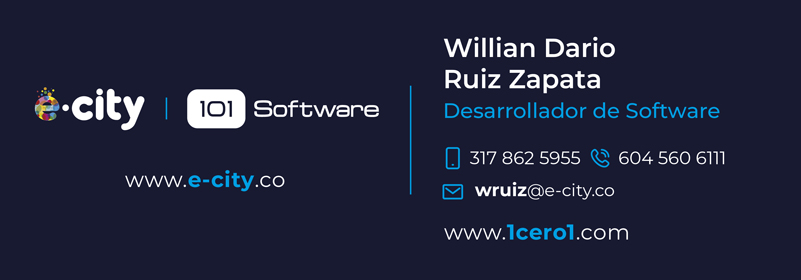 e·city
101 Software
www.e-city.co
Willian Dario
Ruiz Zapata
Desarrollador de Software
317 862 5955 604 560 6111
wruiz@e-city.co
www.1cero1.com